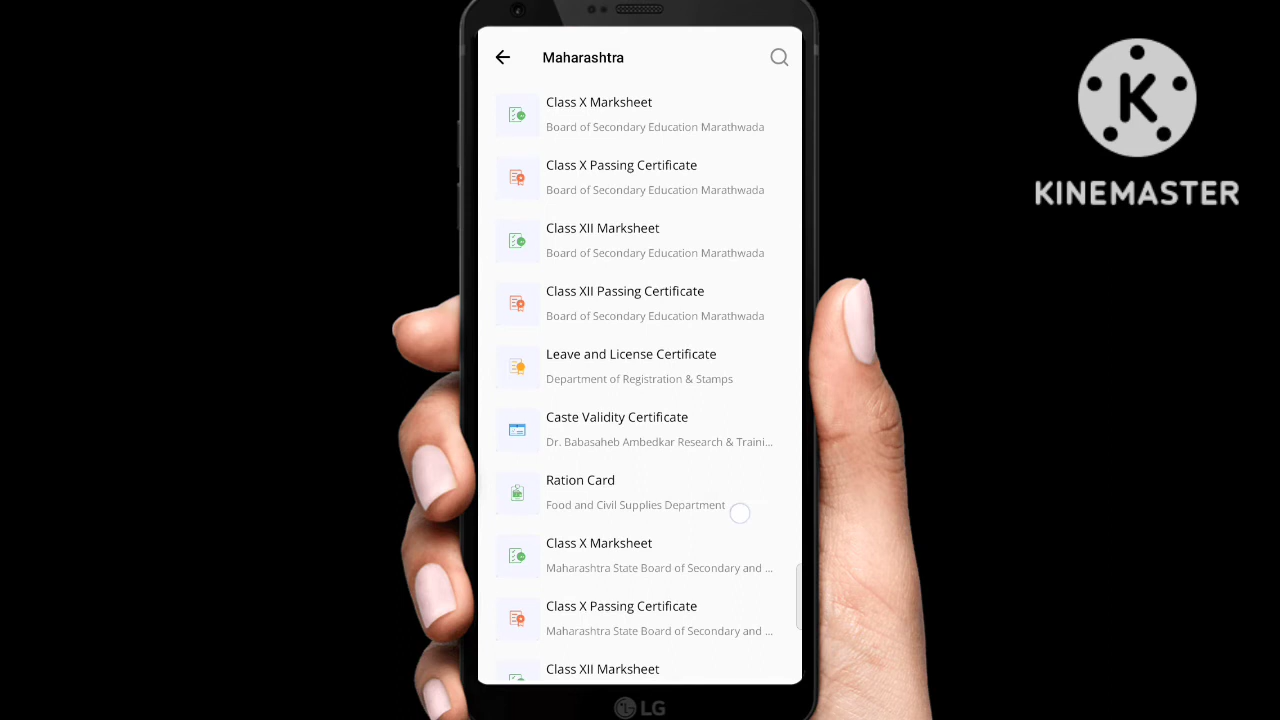 Maharashtra
Class X Marksheet
Board of Secondary Education Marathwada
Class X Passing Certificate
Board of Secondary Education Marathwada
Class XII Marksheet
Board of Secondary Education Marathwada
Class XII Passing Certificate
Board of Secondary Education Marathwada
Leave and License Certificate
Department of Registration & Stamps
Caste Validity Certificate
Dr. Babasaheb Ambedkar Research & Traini...
Ration Card
Food and Civil Supplies Department
Class X Marksheet
Maharashtra State Board of Secondary and ...
Class X Passing Certificate
Maharashtra State Board of Secondary and ...
Class XII Marksheet
LG
K
KINEMASTER